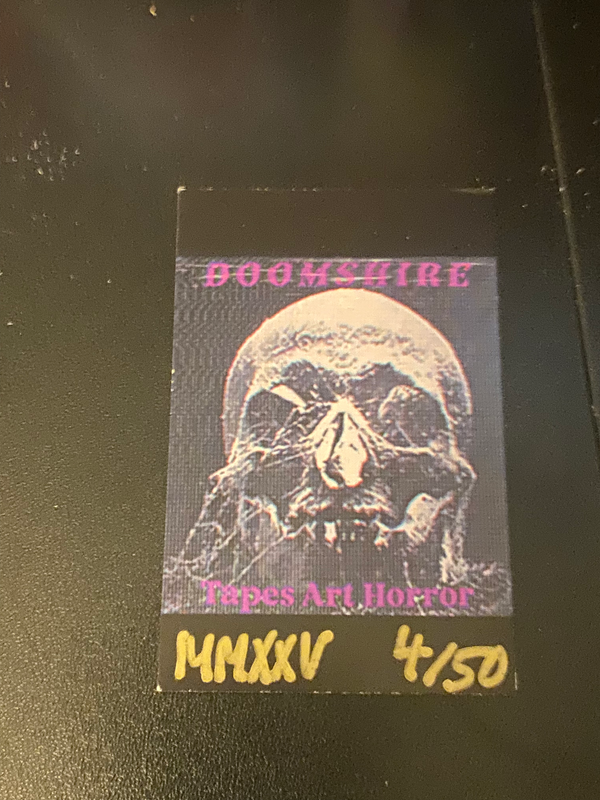 DOOMSHIRE
Tapes Art Horror
MMXXV 4/50